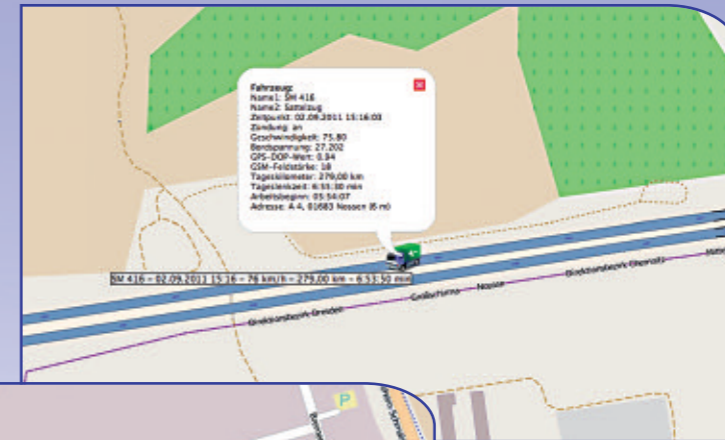 Fahrzeug:
Name1: SM 416
Name2: Sattelzug
Zeitpunkt: 02.09.2011 15:16:03
Zündung: an
Geschwindigkeit: 75.80
Bordspannung: 27.202
GPS-DOP-Wert: 0.94
GSM-Feldstärke: 18
Tageskilometer: 279,00 km
Tageslenkzeit: 6:53:30 min
Arbeitsbeginn: 05:54:07
Adresse: A 4, 01683 Nossen (6 m)
SM 416 - 02.09.2011 15:16 - 76 km/h - 279,00 km - 6:53:30 min
Direktionsbezirk Chemnitz
Nossen
Direktionsbezirk Dresden
P